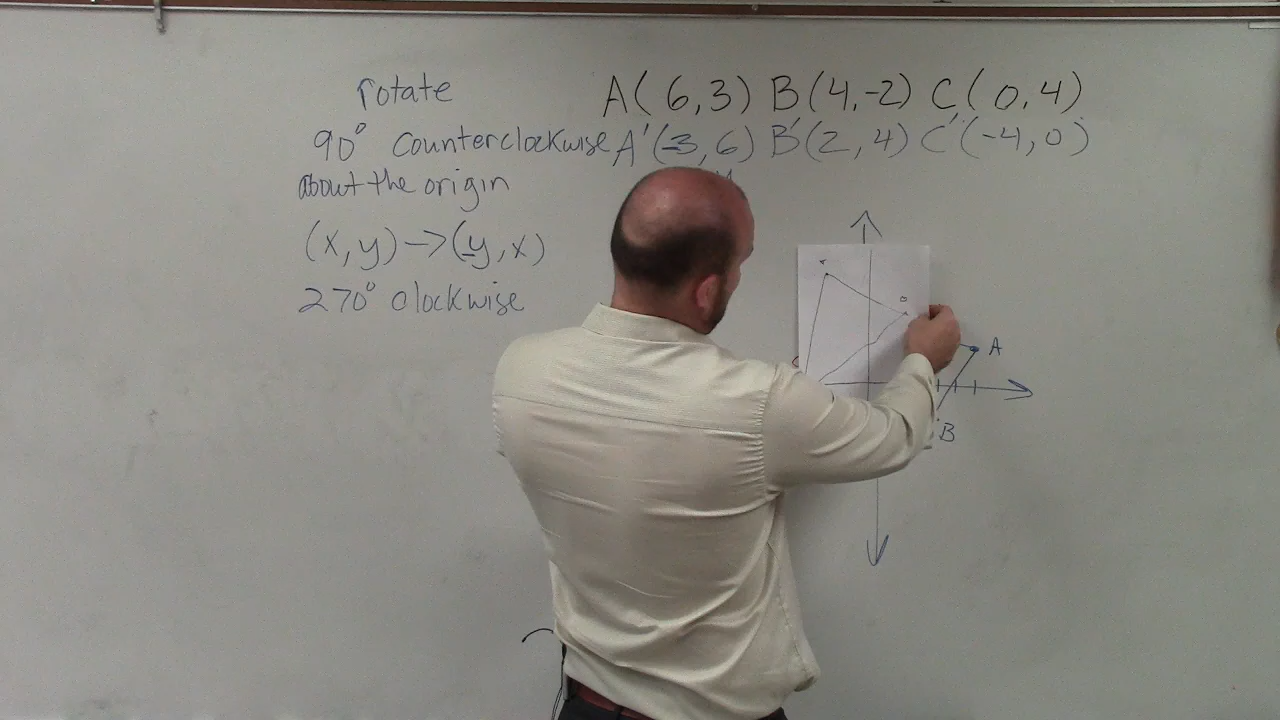 rotate A(6,3) B(4,-2) C(0,4)
90° counterclockwise A'(-3,6) B'(2,4) C'(-4,0)
about the origin
(x,y)->(-y,x)
270° clockwise
A
B